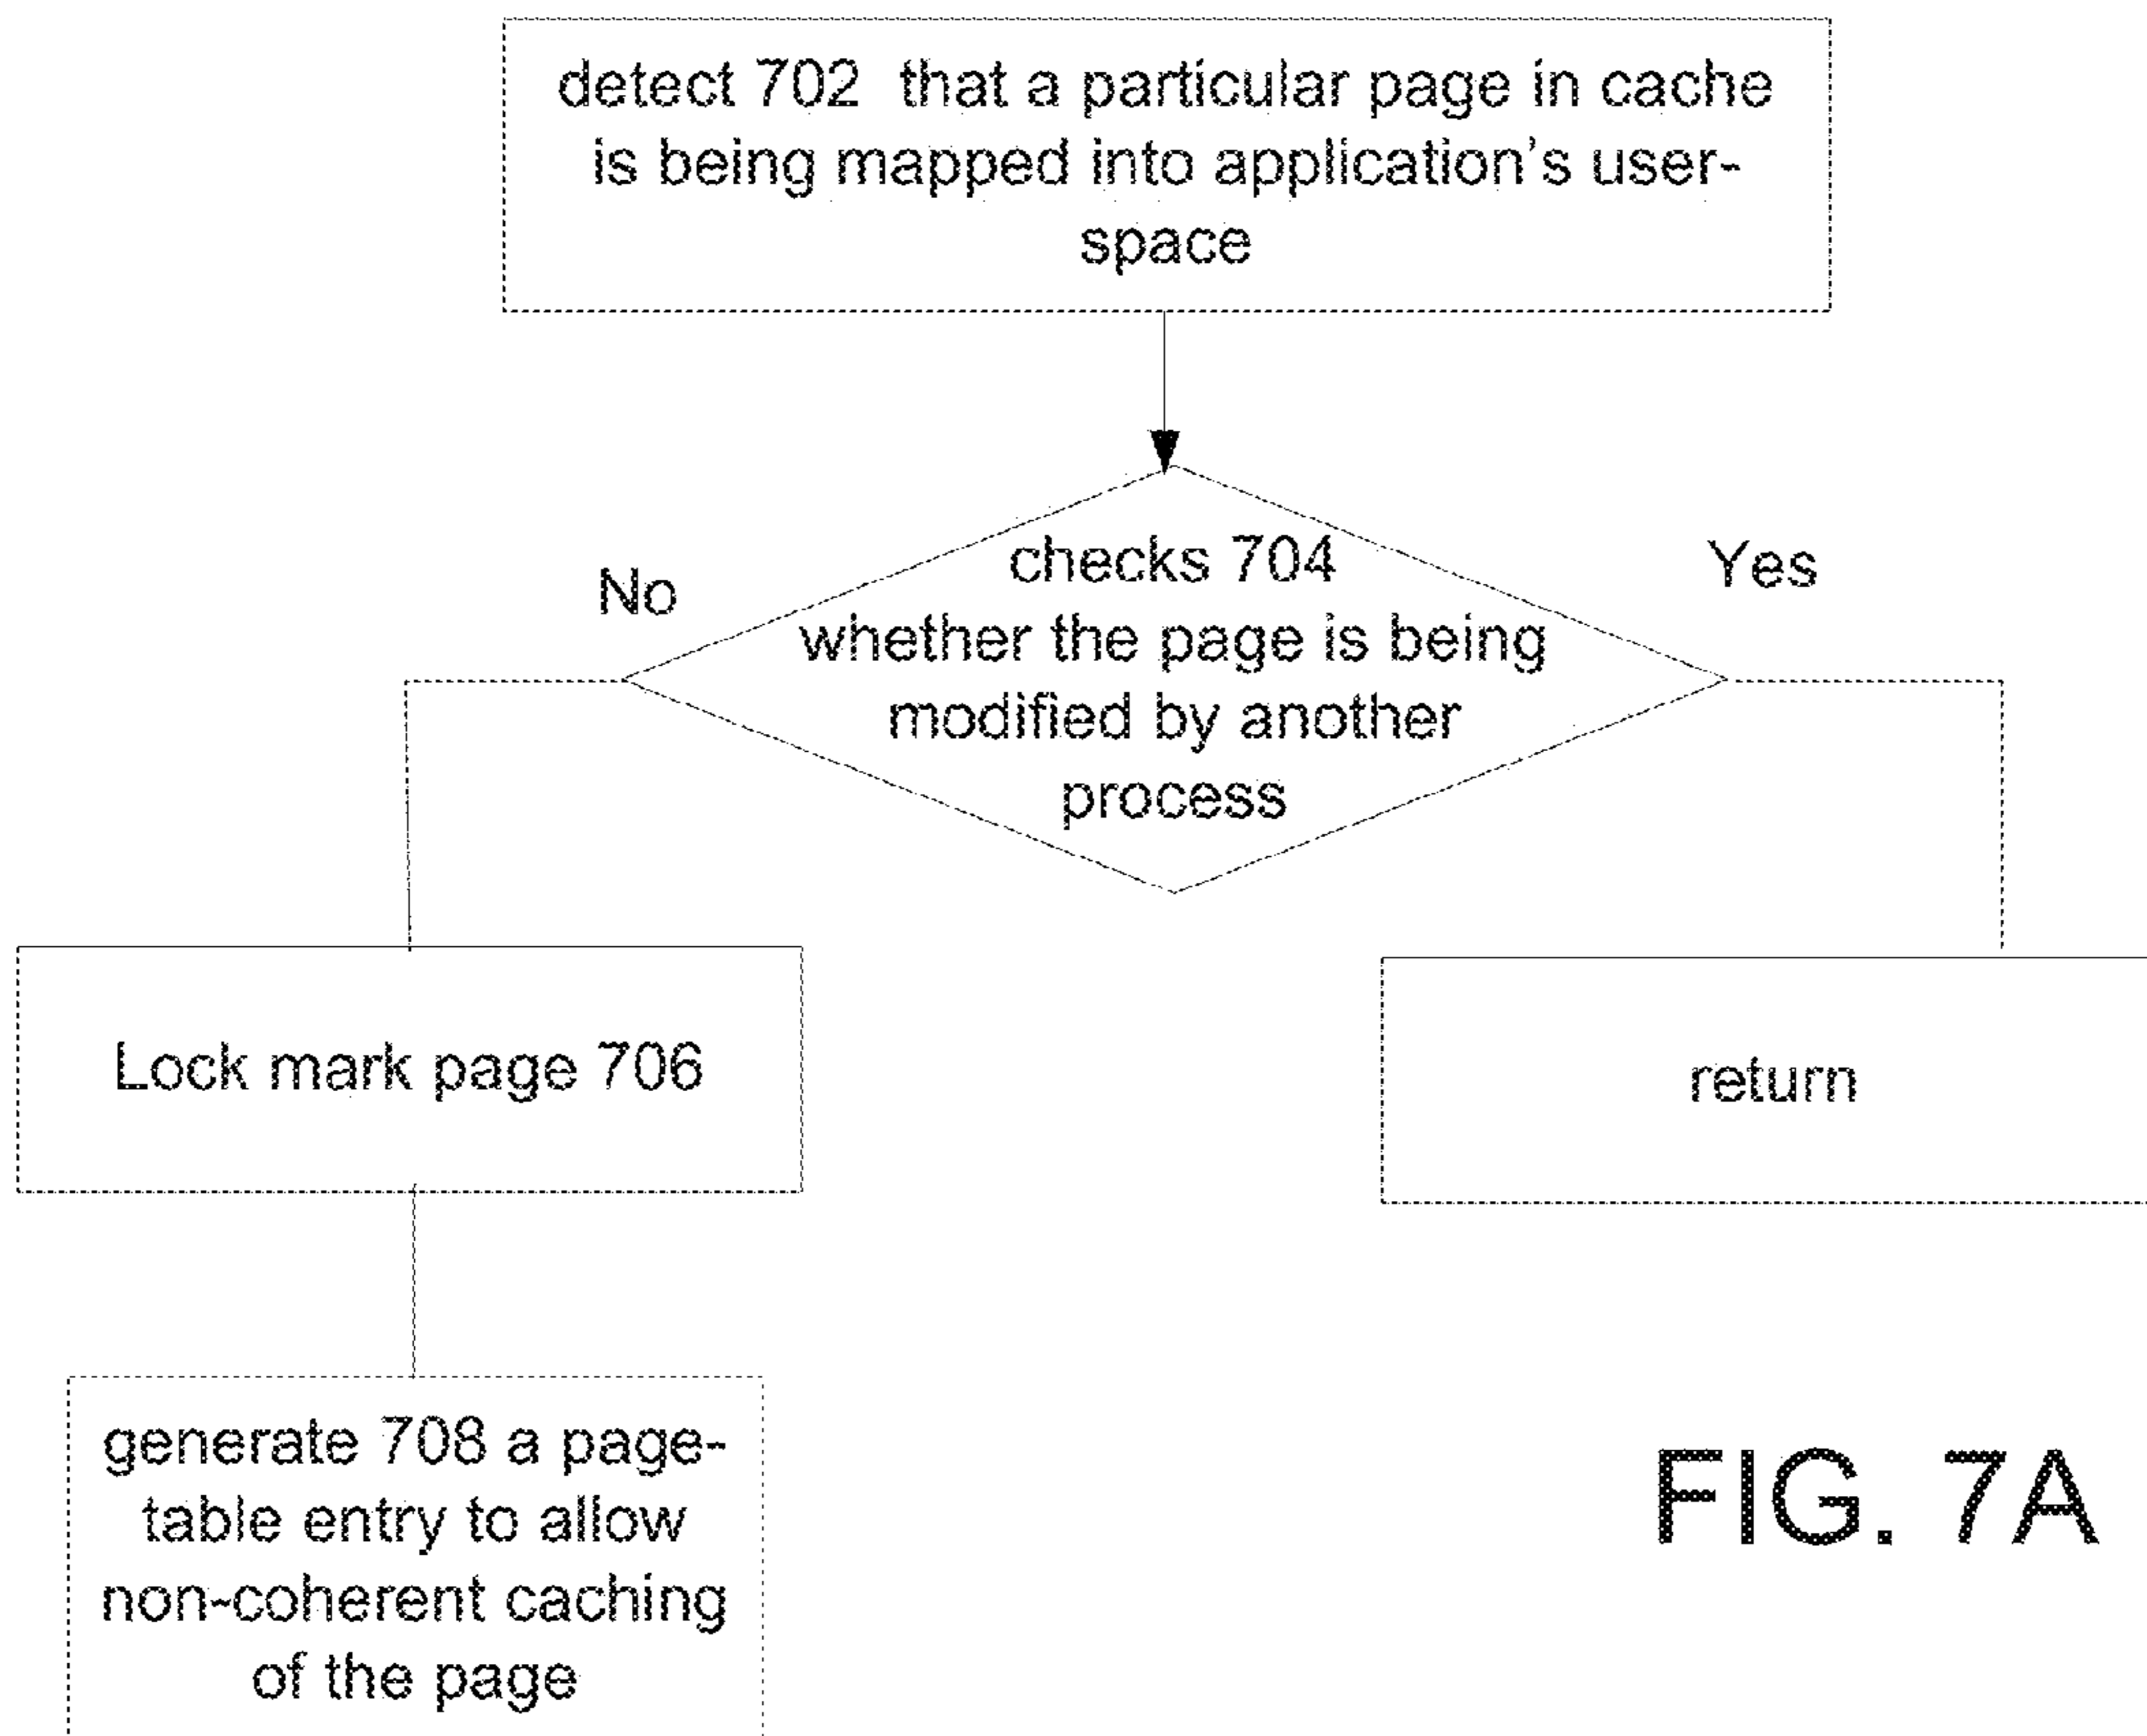 detect 702 that a particular page in cache
is being mapped into application's user-
space
No
checks 704
Yes
whether the page is being
modified by another
process
Lock mark page 706
return
generate 708 a page-
table entry to allow
non-coherent caching
of the page
FIG. 7A